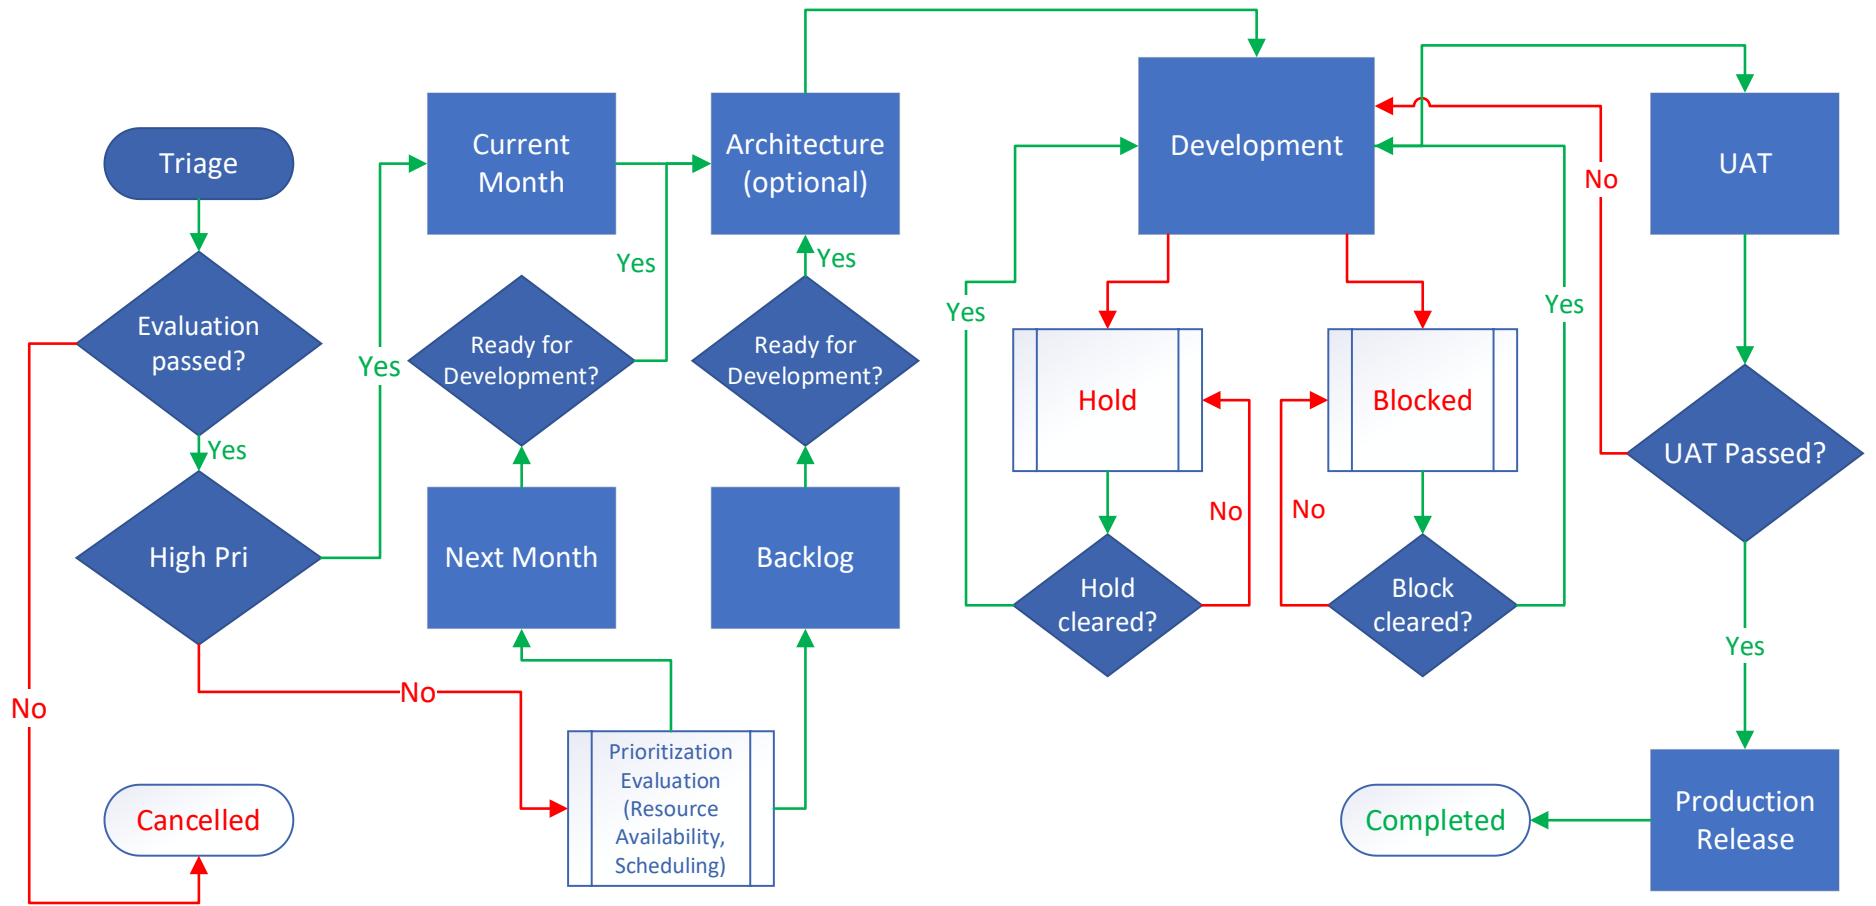 Triage
Evaluation
passed?
Yes
High Pri
No
Cancelled
Yes
No
Current
Month
Ready for
Development?
Yes
Next Month
Prioritization
Evaluation
(Resource
Availability,
Scheduling)
Architecture
(optional)
Yes
Ready for
Development?
Backlog
Development
Yes
Hold
No
Hold
cleared?
Blocked
No
Block
cleared?
Yes
No
UAT
UAT Passed?
Yes
Production
Release
Completed